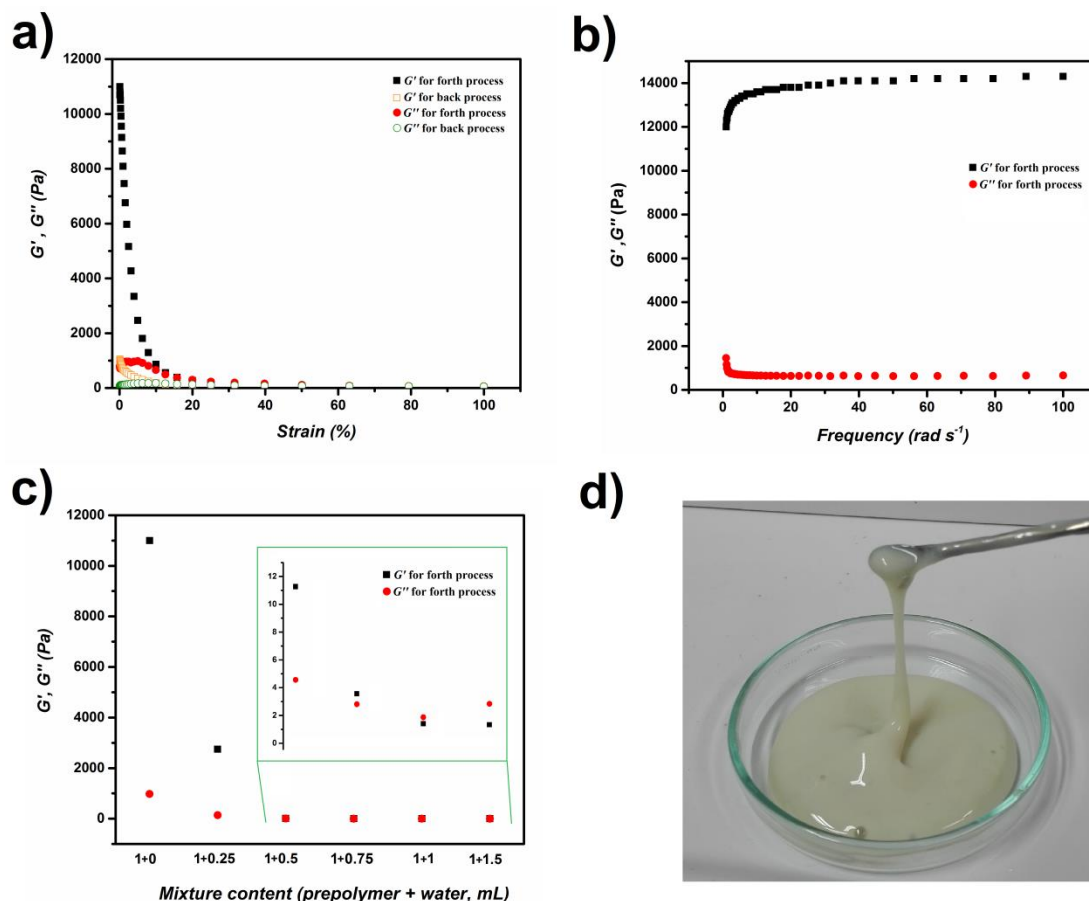 a)
12000
10000
8000
6000
4000
2000
0
G', G'' (Pa)
G' for forth process
G' for back process
G'' for forth process
G'' for back process
0 20 40 60 80 100
Strain (%)
b)
14000
12000
10000
8000
6000
4000
2000
0
G',G'' (Pa)
G' for forth process
G'' for forth process
0 20 40 60 80 100
Frequency (rad s-1)
c)
12000
10000
8000
6000
4000
2000
0
G', G'' (Pa)
12
10
8
6
4
2
0
G' for forth process
G'' for forth process
1+0 1+0.25 1+0.5 1+0.75 1+1 1+1.5
Mixture content (prepolymer + water, mL)
d)